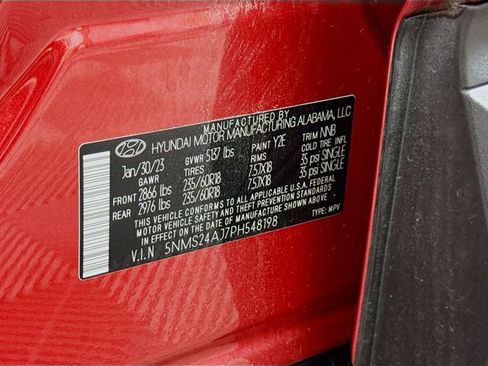 MANUFACTURED BY
HYUNDAI MOTOR MANUFACTURING ALABAMA, LLC
Jan/30/23 GVWR 5137 lbs PAINT Y2E TRIM NNB
GAWR TIRES RIMS COLD TIRE INFL
FRONT 2866 lbs 235/60R18 7.5JX18 35 psi SINGLE
REAR 2976 lbs 235/60R18 7.5JX18 35 psi SINGLE
THIS VEHICLE CONFORMS TO ALL APPLICABLE FEDERAL
MOTOR VEHICLE SAFETY, BUMPER, AND THEFT PREVENTION STANDARDS
IN EFFECT ON THE DATE OF MANUFACTURE SHOWN ABOVE.
V.I.N 5NMS24AJ7PH548198 TYPE: MPV